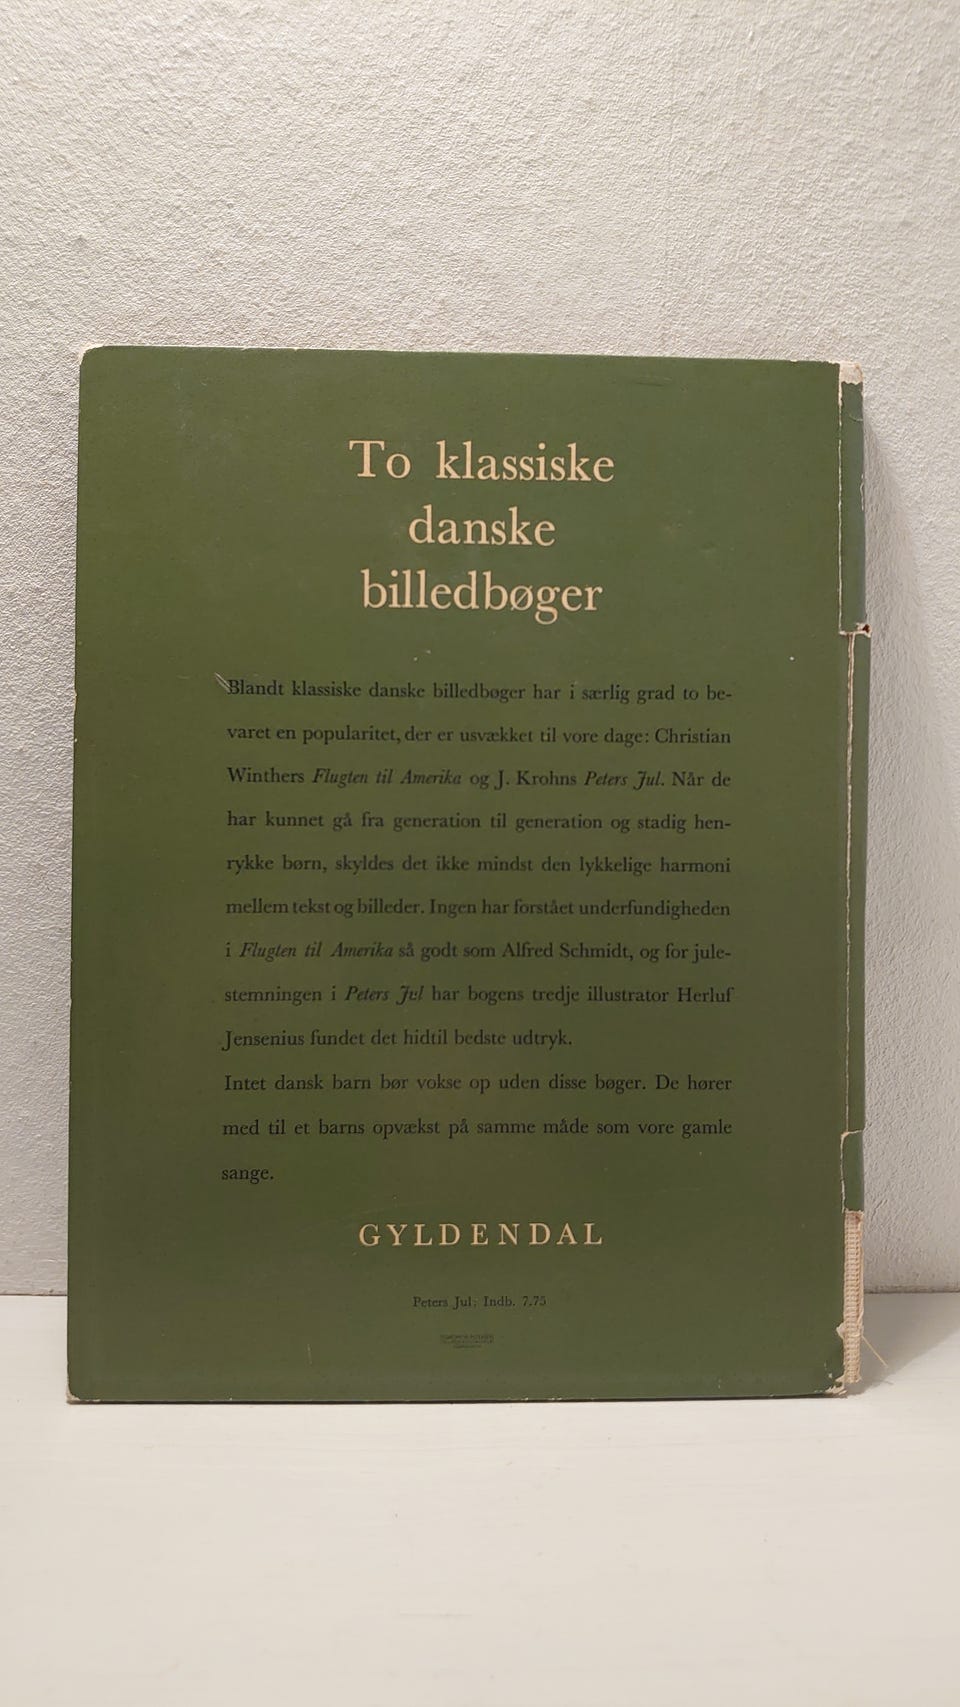 To klassiske
danske
billedbøger
Blandt klassiske danske billedbøger har i særlig grad to be-
varet en popularitet, der er usvækket til vore dage: Christian
Winthers Flugten til Amerika og J. Krohns Peters Jul. Når de
har kunnet gå fra generation til generation og stadig hen-
rykke børn, skyldes det ikke mindst den lykkelige harmoni
mellem tekst og billeder. Ingen har forstået underfundigheden
i Flugten til Amerika så godt som Alfred Schmidt, og for jule-
stemningen i Peters Jul har bogens tredje illustrator Herluf
Jensenius fundet det hidtil bedste udtryk.
Intet dansk barn bør vokse op uden disse bøger. De hører
med til et barns opvækst på samme måde som vore gamle
sange.
GYLDENDAL
Peters Jul: Indb. 7.75